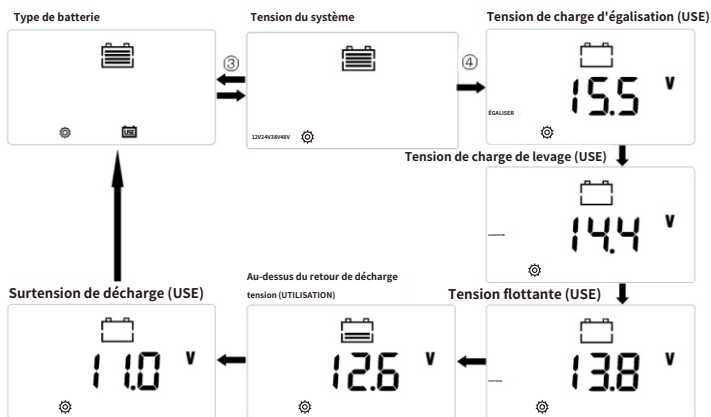 Type de batterie
Tension du système
Tension de charge d'égalisation (USE)
③
④
USE
12V24V38V48V
ÉGALISER
15.5 V
Tension de charge de levage (USE)
14.4 V
Au-dessus du retour de décharge
tension (UTILISATION)
Surtension de décharge (USE)
Tension flottante (USE)
11.0 V
12.6 V
13.8 V